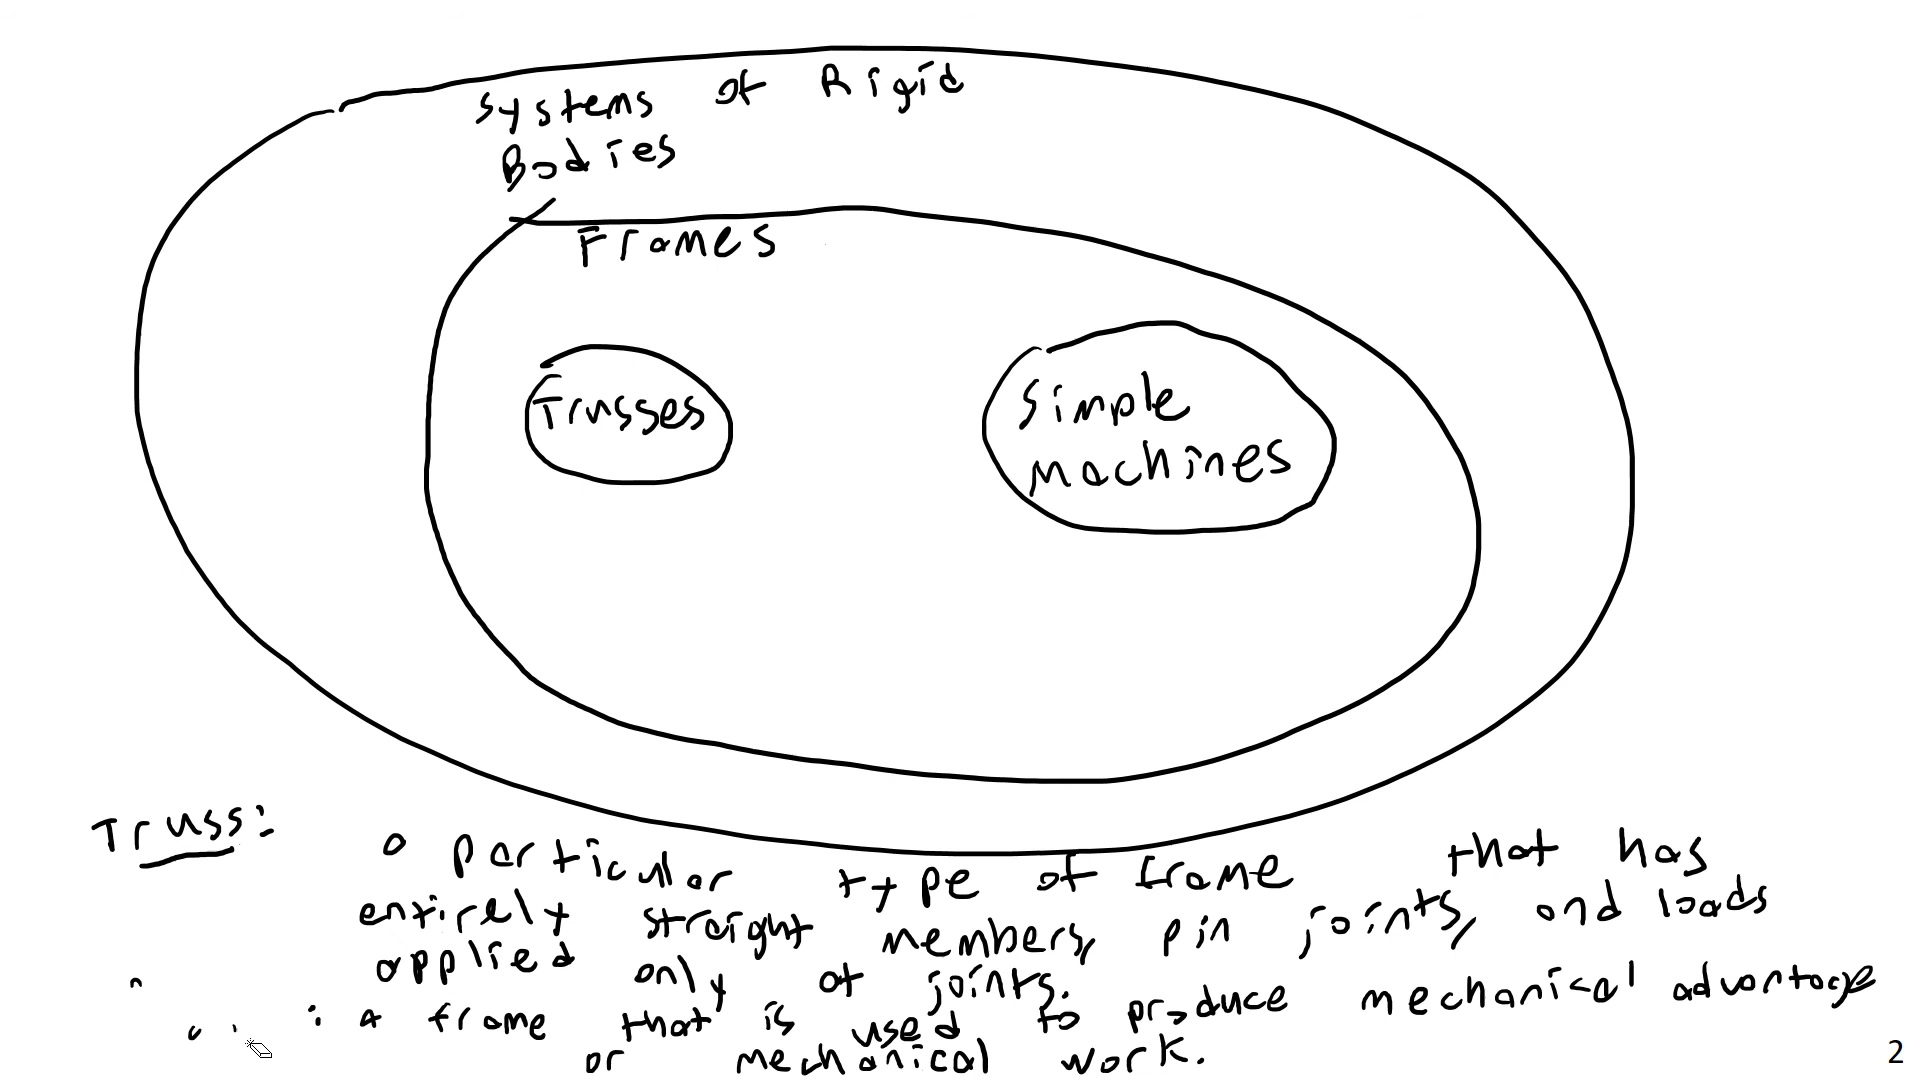 Systems of Rigid
Bodies
Frames
Trusses
Simple
Machines
Truss: a particular type of frame that has
entirely straight members, pin joints, and loads
applied only at joints.
: A frame that is used to produce mechanical advantage
or mechanical work.
2